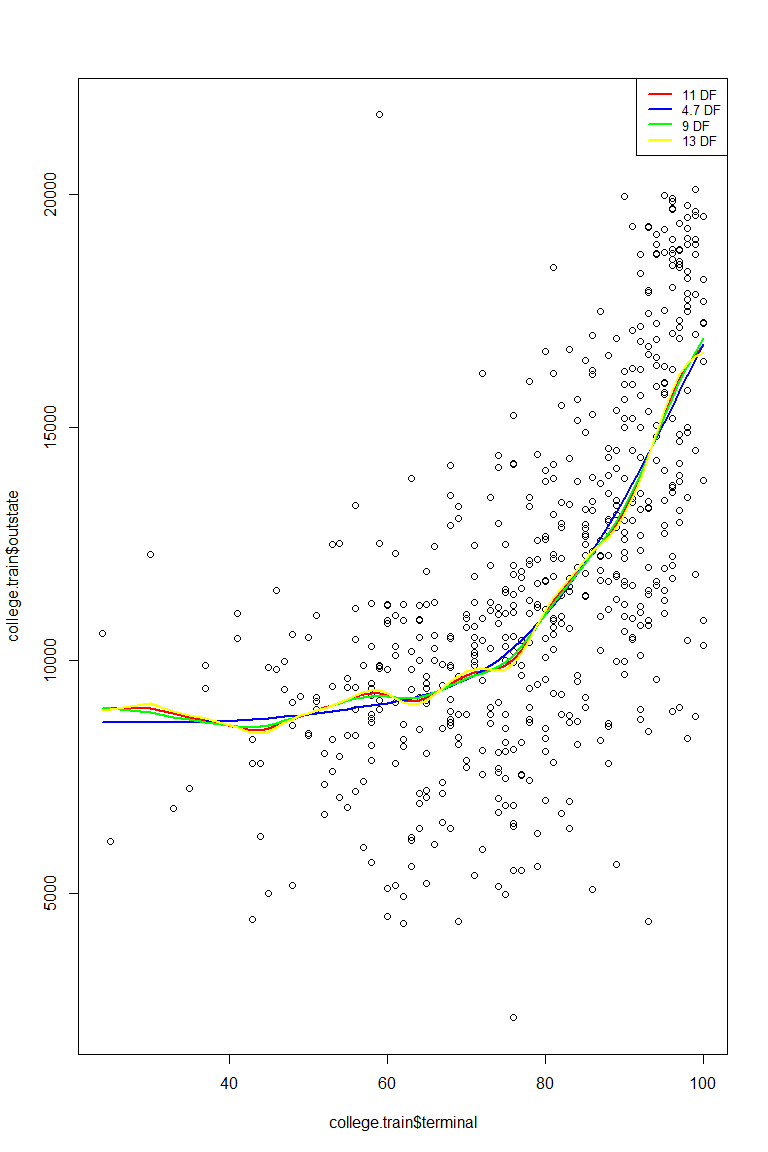 11 DF
4.7 DF
9 DF
13 DF
20000
15000
10000
5000
college.train$outstate
40 60 80 100
college.train$terminal